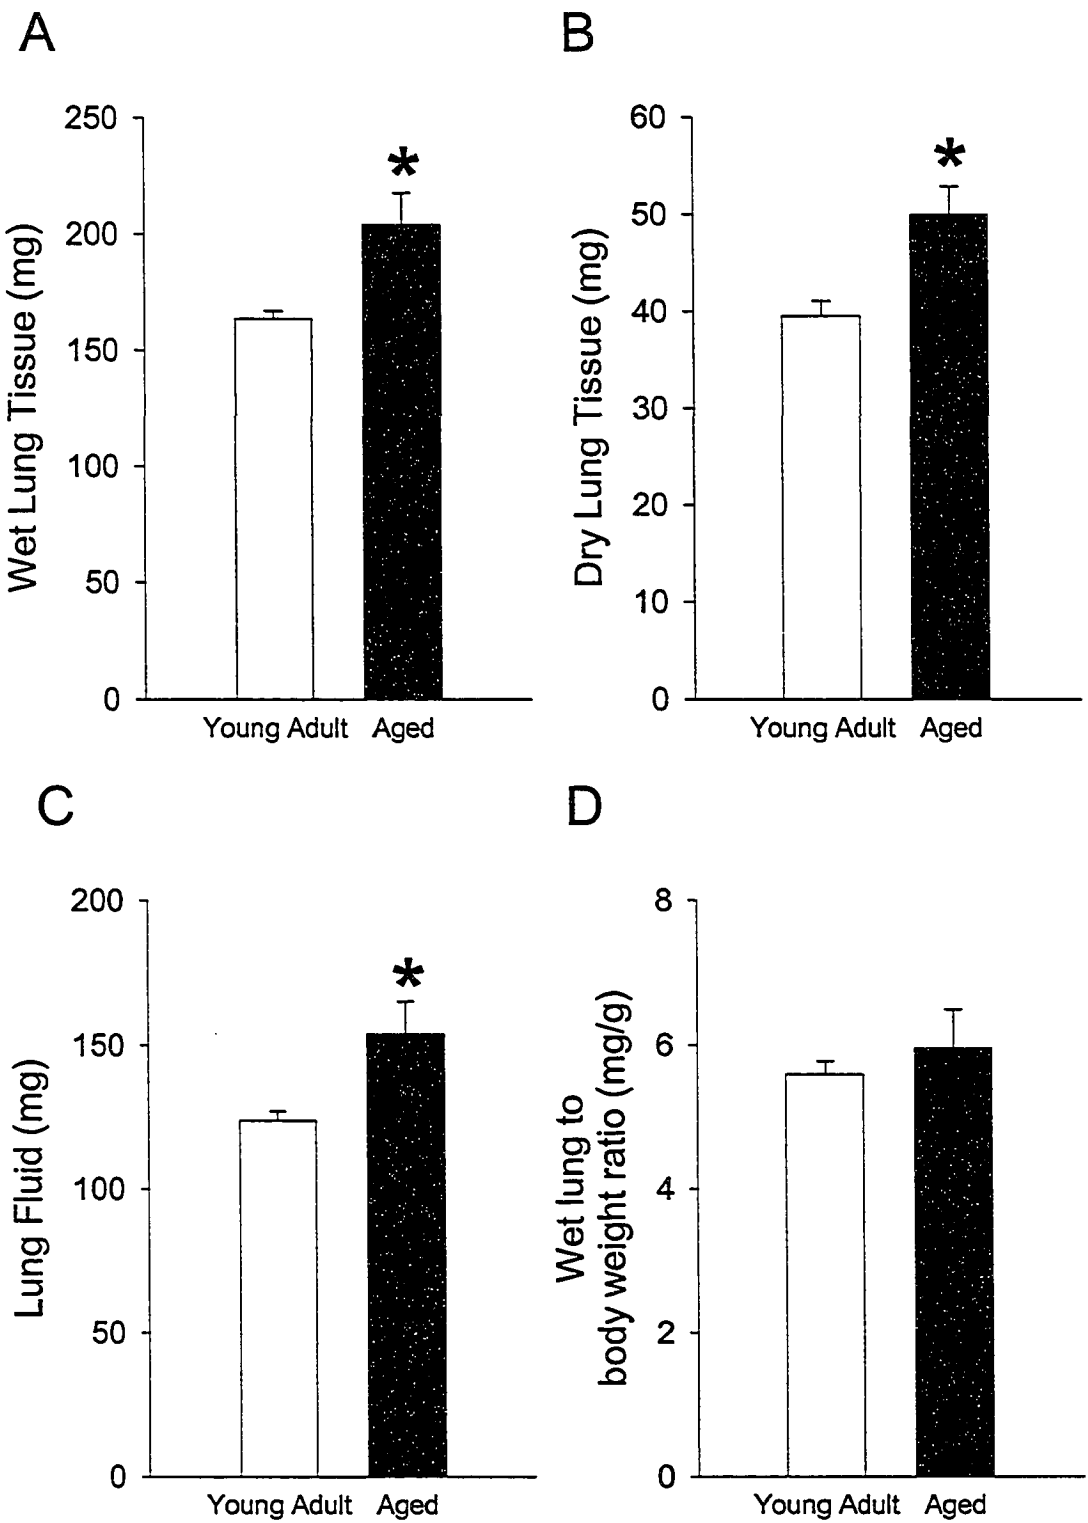 A
B
250
200
150
100
50
0
Wet Lung Tissue (mg)
*
Young Adult Aged
60
50
40
30
20
10
0
Dry Lung Tissue (mg)
*
Young Adult Aged
C
D
200
150
100
50
0
Lung Fluid (mg)
*
Young Adult Aged
8
6
4
2
0
Wet lung to
body weight ratio (mg/g)
Young Adult Aged